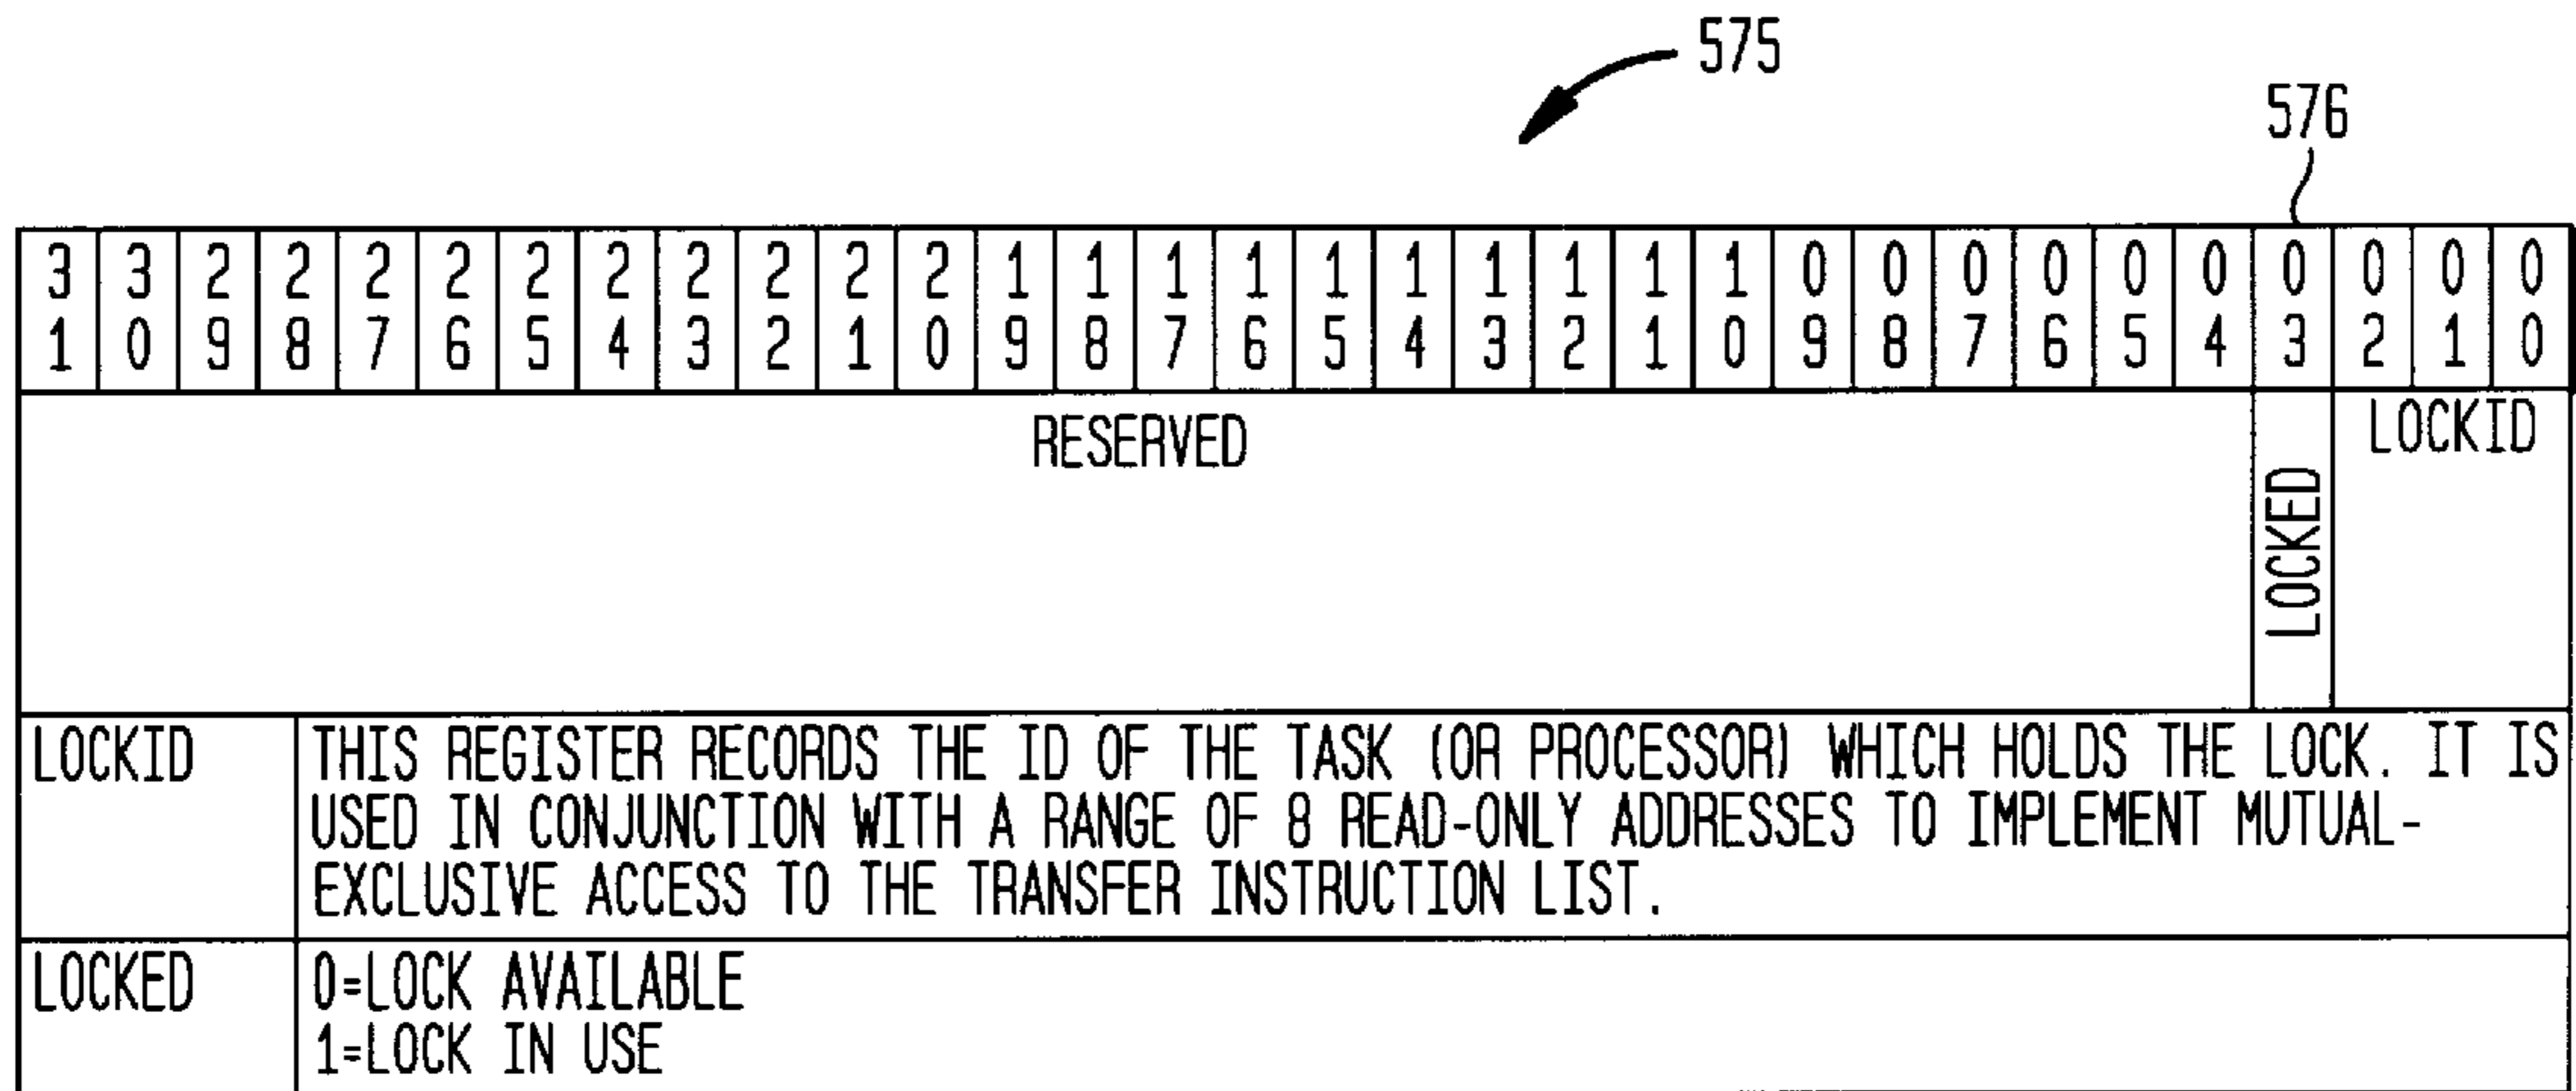 575
576
3 3 2 2 2 2 2 2 2 2 2 2 1 1 1 1 1 1 1 1 1 1 0 0 0 0 0 0 0 0 0 0
1 0 9 8 7 6 5 4 3 2 1 0 9 8 7 6 5 4 3 2 1 0 9 8 7 6 5 4 3 2 1 0
RESERVED
LOCKED
LOCKID
LOCKID THIS REGISTER RECORDS THE ID OF THE TASK (OR PROCESSOR) WHICH HOLDS THE LOCK. IT IS
USED IN CONJUNCTION WITH A RANGE OF 8 READ-ONLY ADDRESSES TO IMPLEMENT MUTUAL-
EXCLUSIVE ACCESS TO THE TRANSFER INSTRUCTION LIST.
LOCKED 0=LOCK AVAILABLE
1=LOCK IN USE